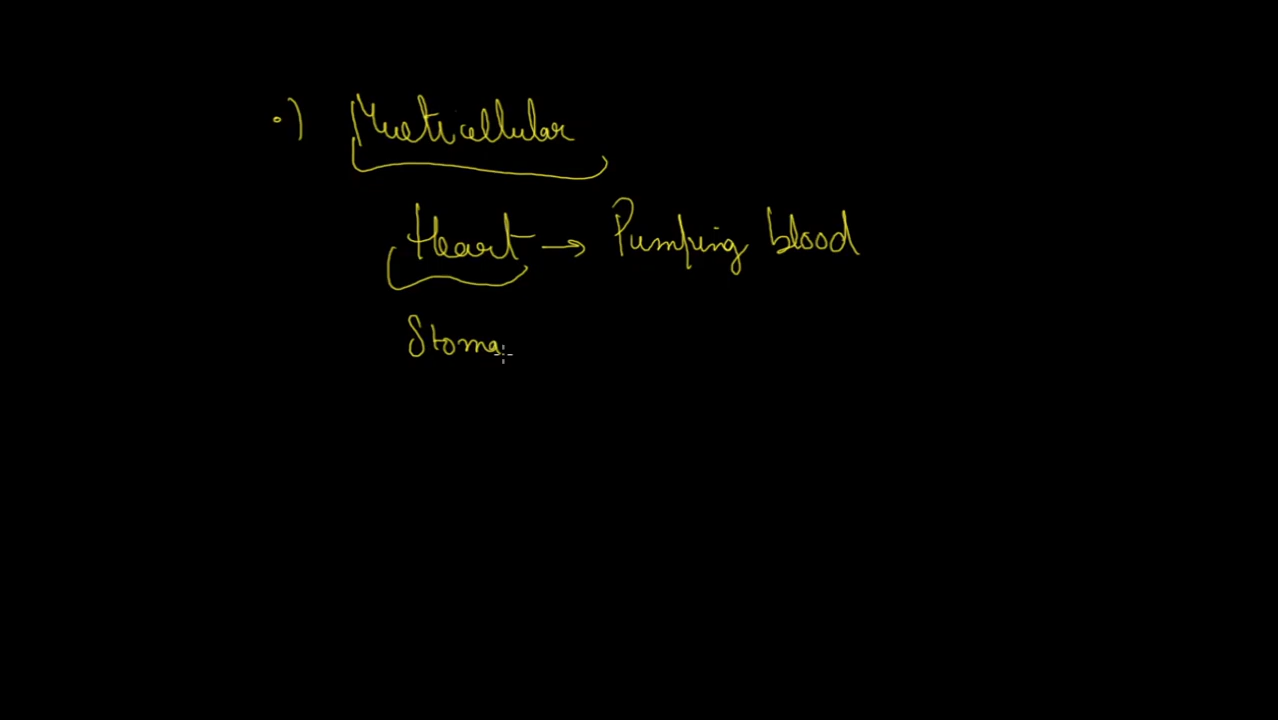 •) Multicellular
Heart → Pumping blood
Stoma